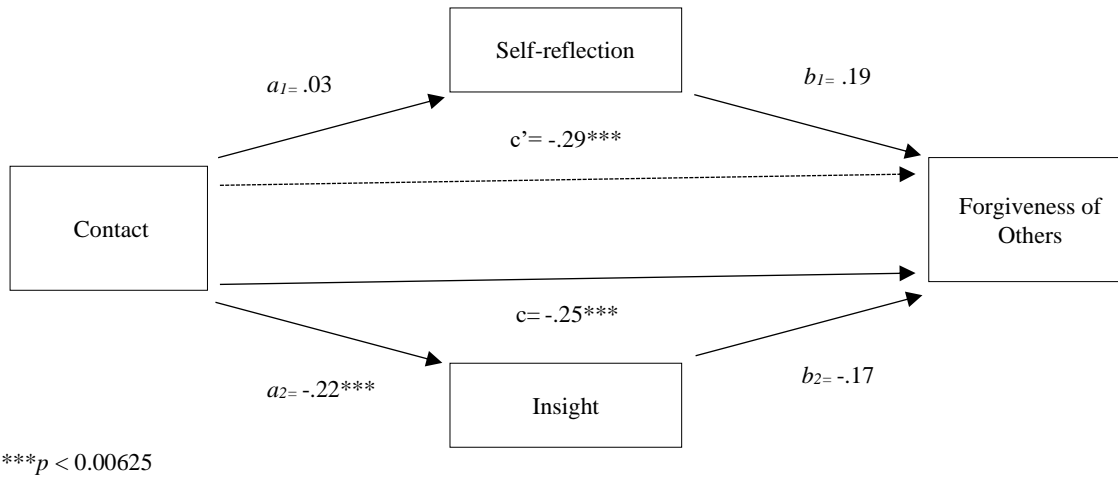 Self-reflection
a1= .03
b1= .19
c’= -.29***
Contact
Forgiveness of
Others
c= -.25***
a2= -.22***
b2= -.17
Insight
***p < 0.00625